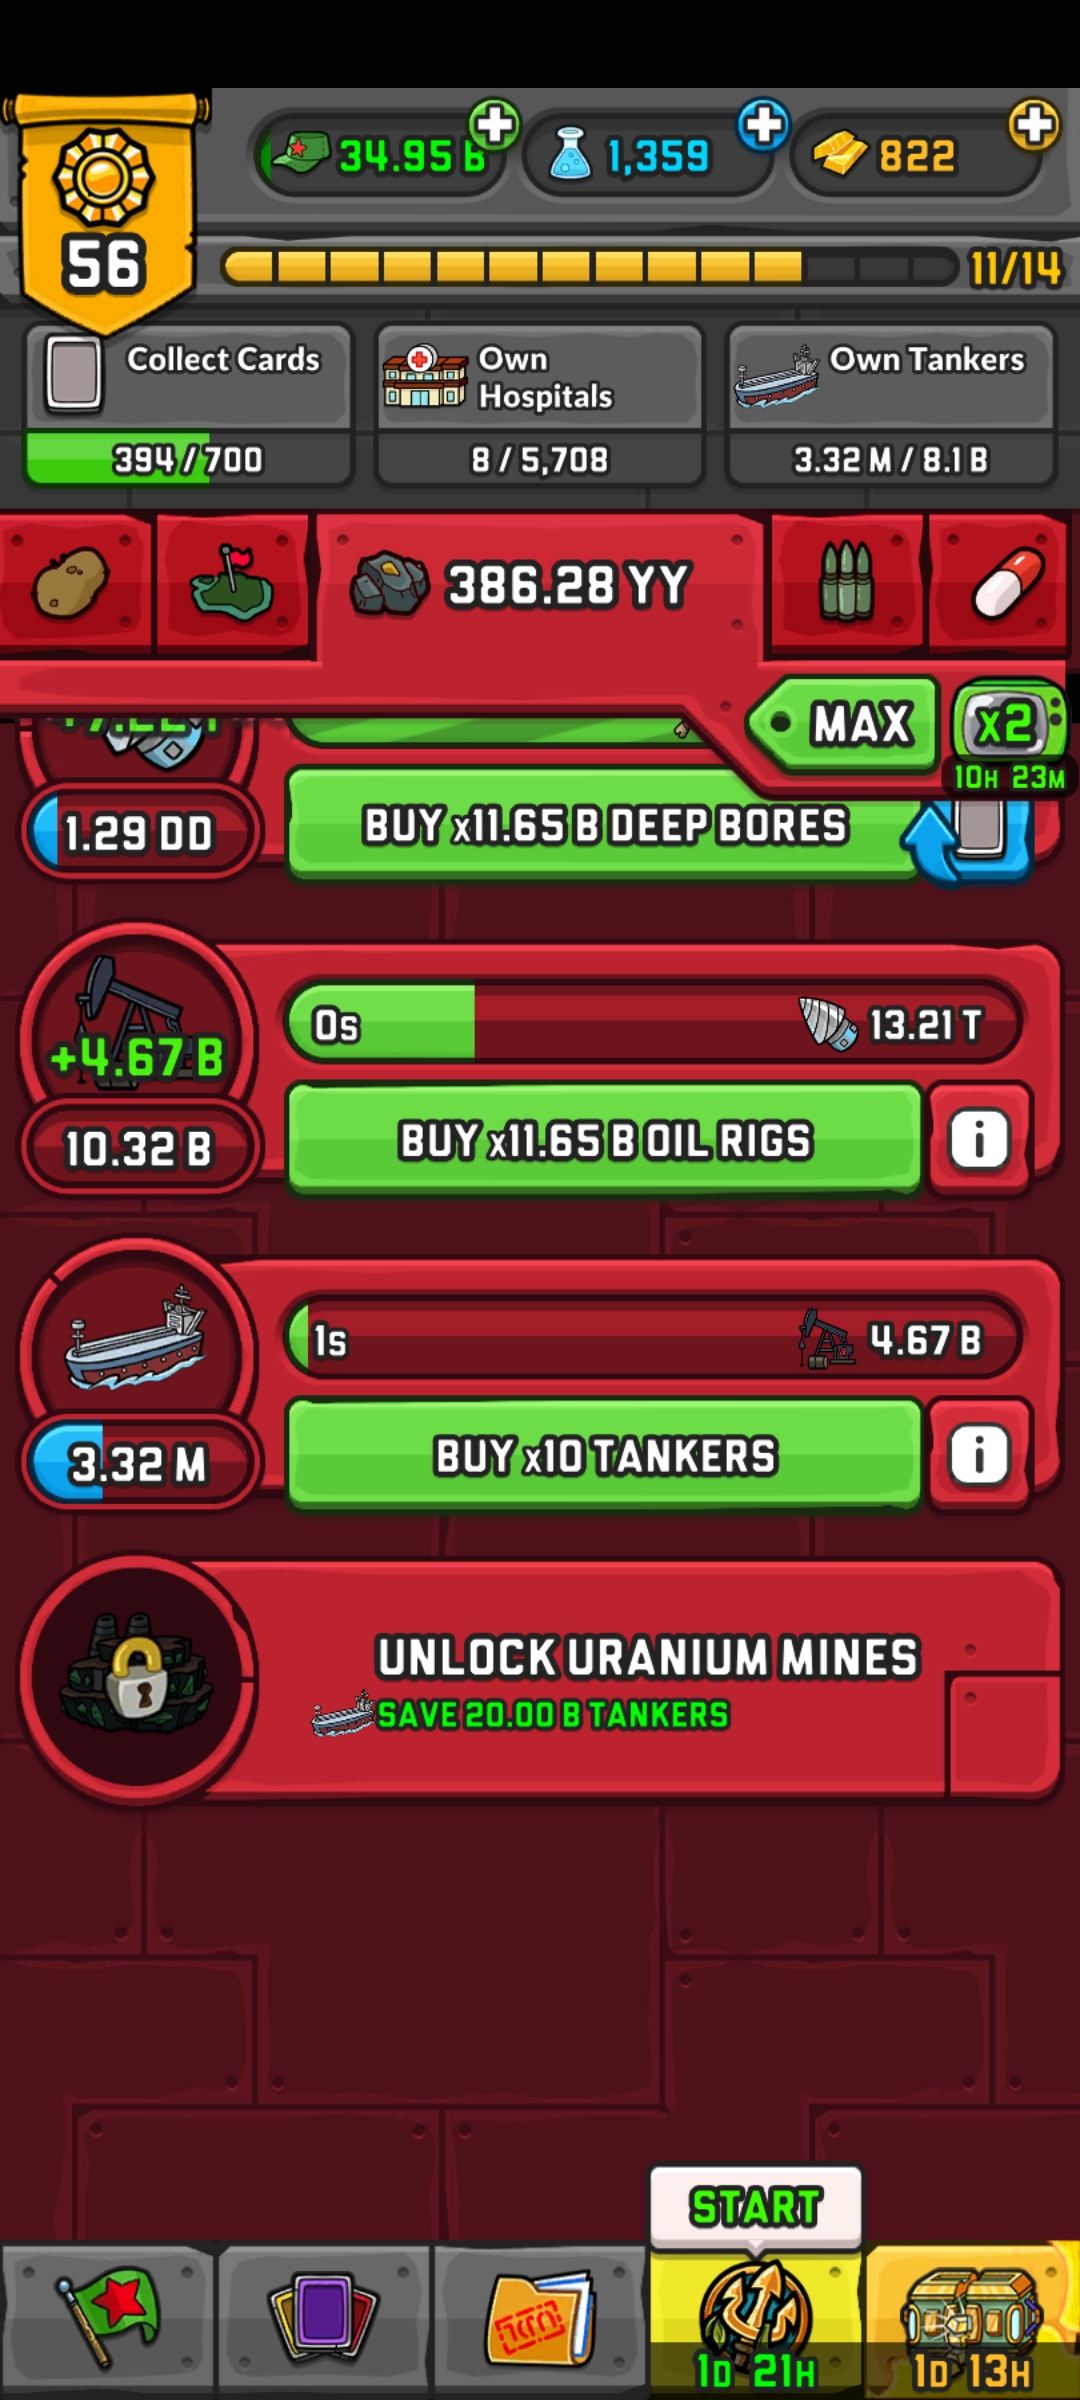 56
34.95 B
1,359
822
11/14
Collect Cards
394/700
Own
Hospitals
8/5,708
Own Tankers
3.32 M/8.1 B
386.28 YY
MAX
X2
10H 23M
1.29 DD
BUY x11.65 B DEEP BORES
0s
13.21 T
+4.67 B
10.32 B
BUY x11.65 B OIL RIGS
i
1s
4.67 B
3.32 M
BUY x10 TANKERS
i
UNLOCK URANIUM MINES
SAVE 20.00 B TANKERS
START
1D 21H
1D 13H